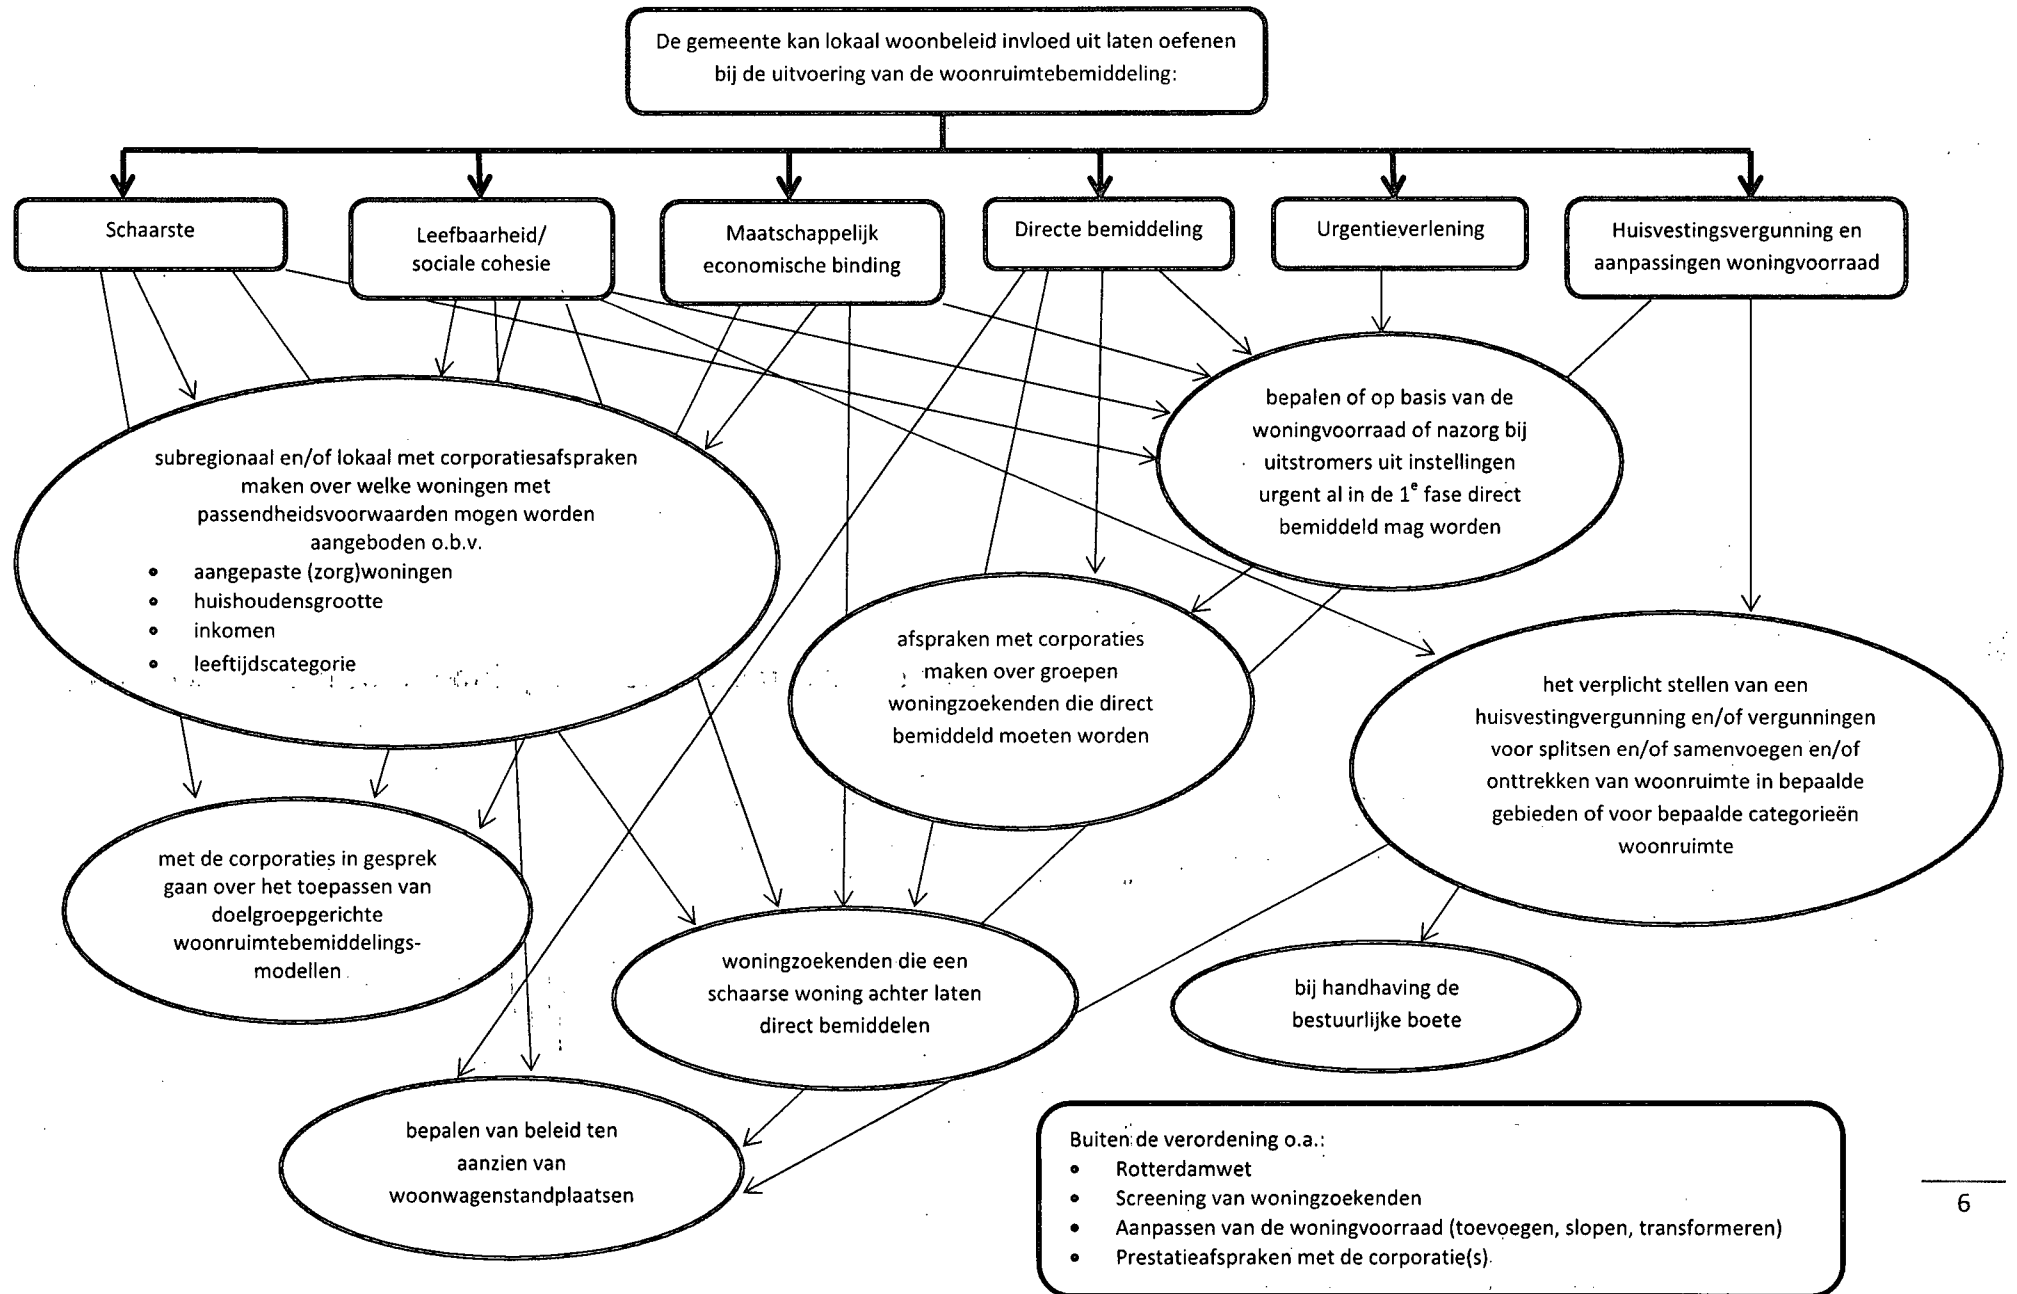 De gemeente kan lokaal woonbeleid invloed uit laten oefenen
bij de uitvoering van de woonruimtebemiddeling:
Schaarste
Leefbaarheid/
sociale cohesie
Maatschappelijk
economische binding
Directe bemiddeling
Urgentieverlening
Huisvestingsvergunning en
aanpassingen woningvoorraad
subregionaal en/of lokaal met corporatiesafspraken
maken over welke woningen met
passendheidsvoorwaarden mogen worden
aangeboden o.b.v.
• aangepaste (zorg)woningen
• huishoudensgrootte
• inkomen
• leeftijdscategorie
bepalen of op basis van de
woningvoorraad of nazorg bij
uitstromers uit instellingen
urgent al in de 1e fase direct
bemiddeld mag worden
afspraken met corporaties
maken over groepen
woningzoekenden die direct
bemiddeld moeten worden
het verplicht stellen van een
huisvestingvergunning en/of vergunningen
voor splitsen en/of samenvoegen en/of
onttrekken van woonruimte in bepaalde
gebieden of voor bepaalde categorieën
woonruimte
met de corporaties in gesprek
gaan over het toepassen van
doelgroepgerichte
woonruimtebemiddelings-
modellen
woningzoekenden die een
schaarse woning achter laten
direct bemiddelen
bij handhaving de
bestuurlijke boete
bepalen van beleid ten
aanzien van
woonwagenstandplaatsen
Buiten de verordening o.a.:
• Rotterdamwet
• Screening van woningzoekenden
• Aanpassen van de woningvoorraad (toevoegen, slopen, transformeren)
• Prestatieafspraken met de corporatie(s)
6